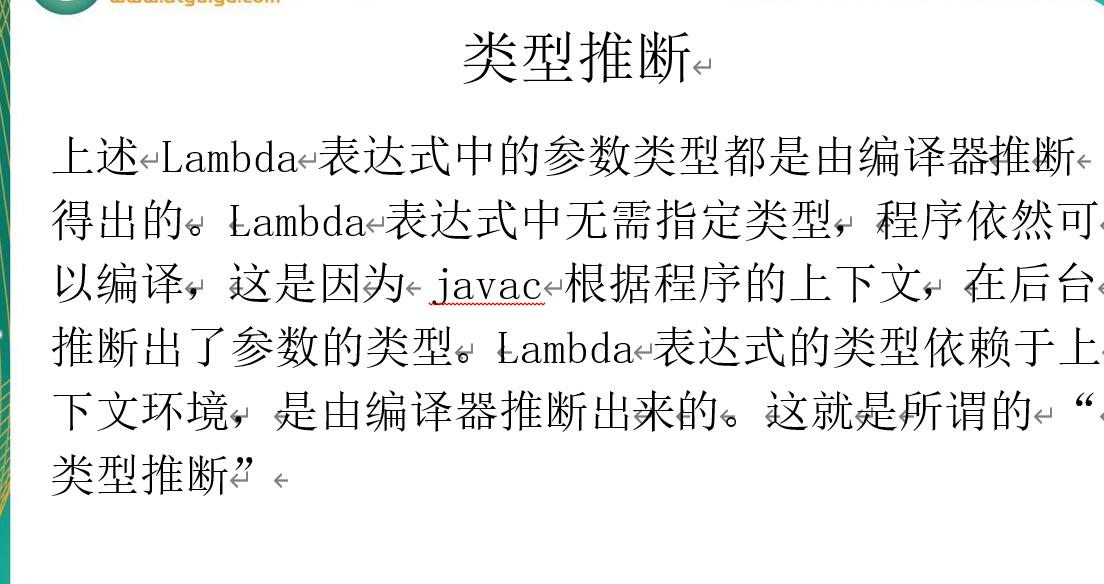 类型推断
上述 Lambda 表达式中的参数类型都是由编译器推断
得出的。Lambda 表达式中无需指定类型，程序依然可
以编译，这是因为 javac 根据程序的上下文，在后台
推断出了参数的类型。Lambda 表达式的类型依赖于上
下文环境，是由编译器推断出来的。这就是所谓的 “
类型推断”